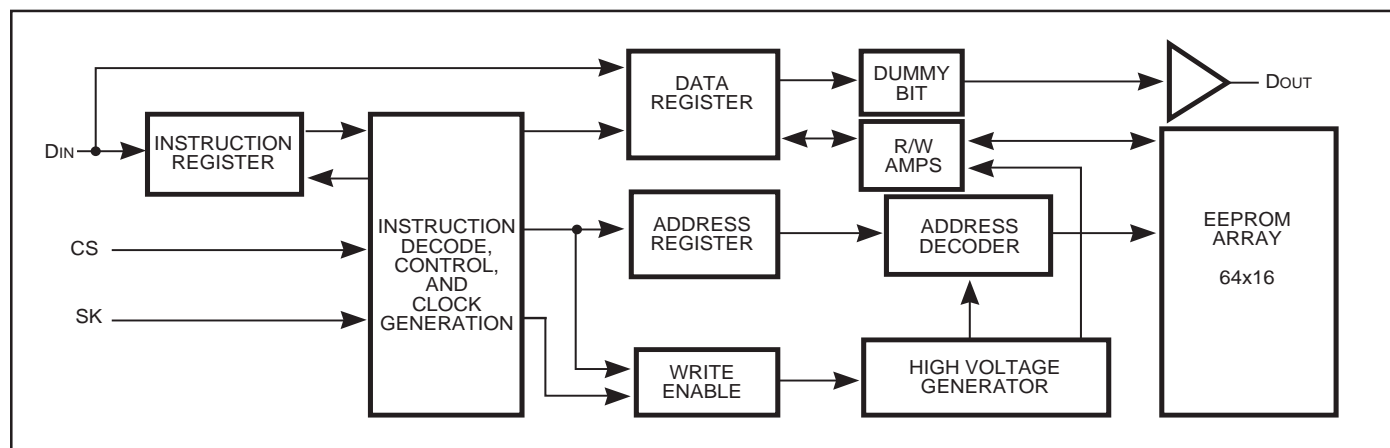 DATA
REGISTER
DUMMY
BIT
DOUT
DIN
INSTRUCTION
REGISTER
R/W
AMPS
CS
SK
INSTRUCTION
DECODE,
CONTROL,
AND
CLOCK
GENERATION
ADDRESS
REGISTER
ADDRESS
DECODER
EEPROM
ARRAY
64x16
WRITE
ENABLE
HIGH VOLTAGE
GENERATOR